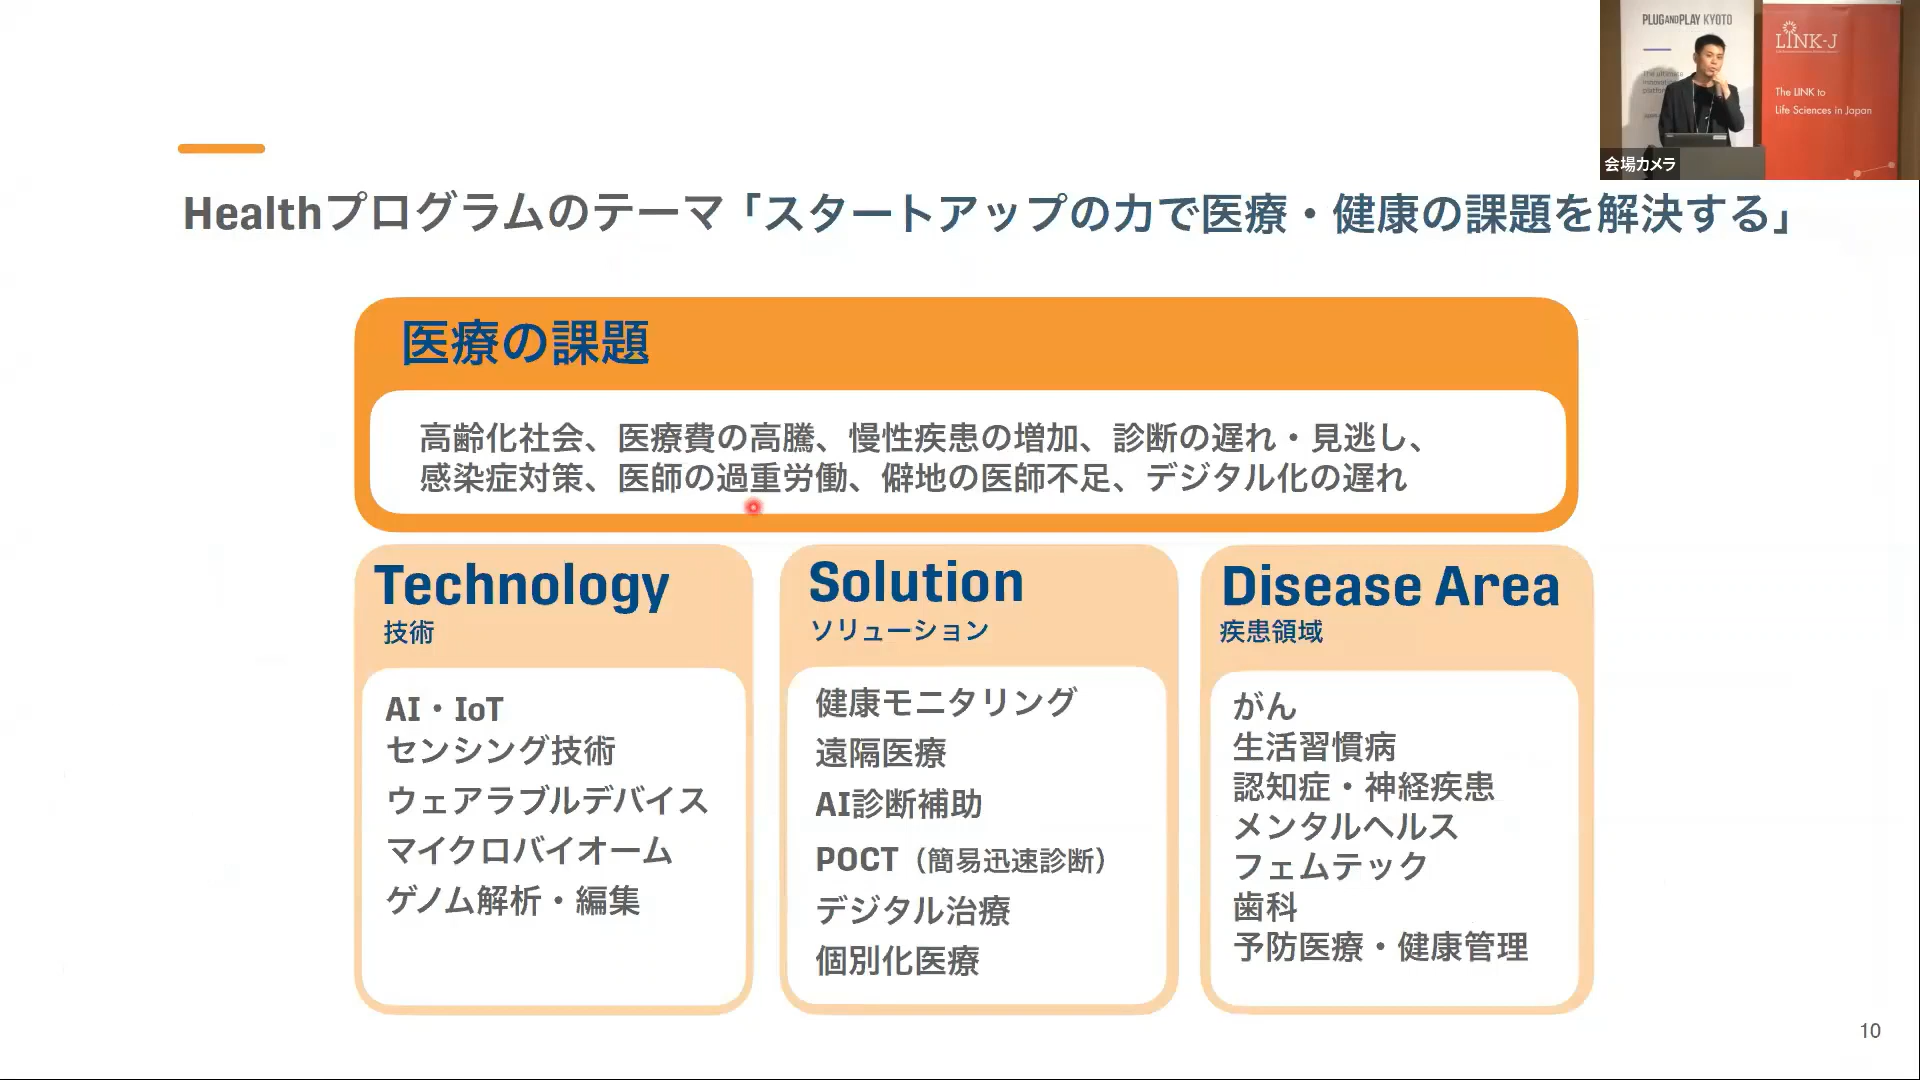 PLUG AND PLAY KYOTO
LINK-J
The LINK to
Life Sciences in Japan
会場カメラ
Healthプログラムのテーマ「スタートアップの力で医療・健康の課題を解決する」
医療の課題
高齢化社会、医療費の高騰、慢性疾患の増加、診断の遅れ・見逃し、
感染症対策、医師の過重労働、僻地の医師不足、デジタル化の遅れ
Technology
技術
AI・IoT
センシング技術
ウェアラブルデバイス
マイクロバイオーム
ゲノム解析・編集
Solution
ソリューション
健康モニタリング
遠隔医療
AI診断補助
POCT（簡易迅速診断）
デジタル治療
個別化医療
Disease Area
疾患領域
がん
生活習慣病
認知症・神経疾患
メンタルヘルス
フェムテック
歯科
予防医療・健康管理
10